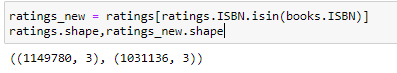 ratings_new = ratings[ratings.ISBN.isin(books.ISBN)]
ratings.shape,ratings_new.shape
((1149780, 3), (1031136, 3))